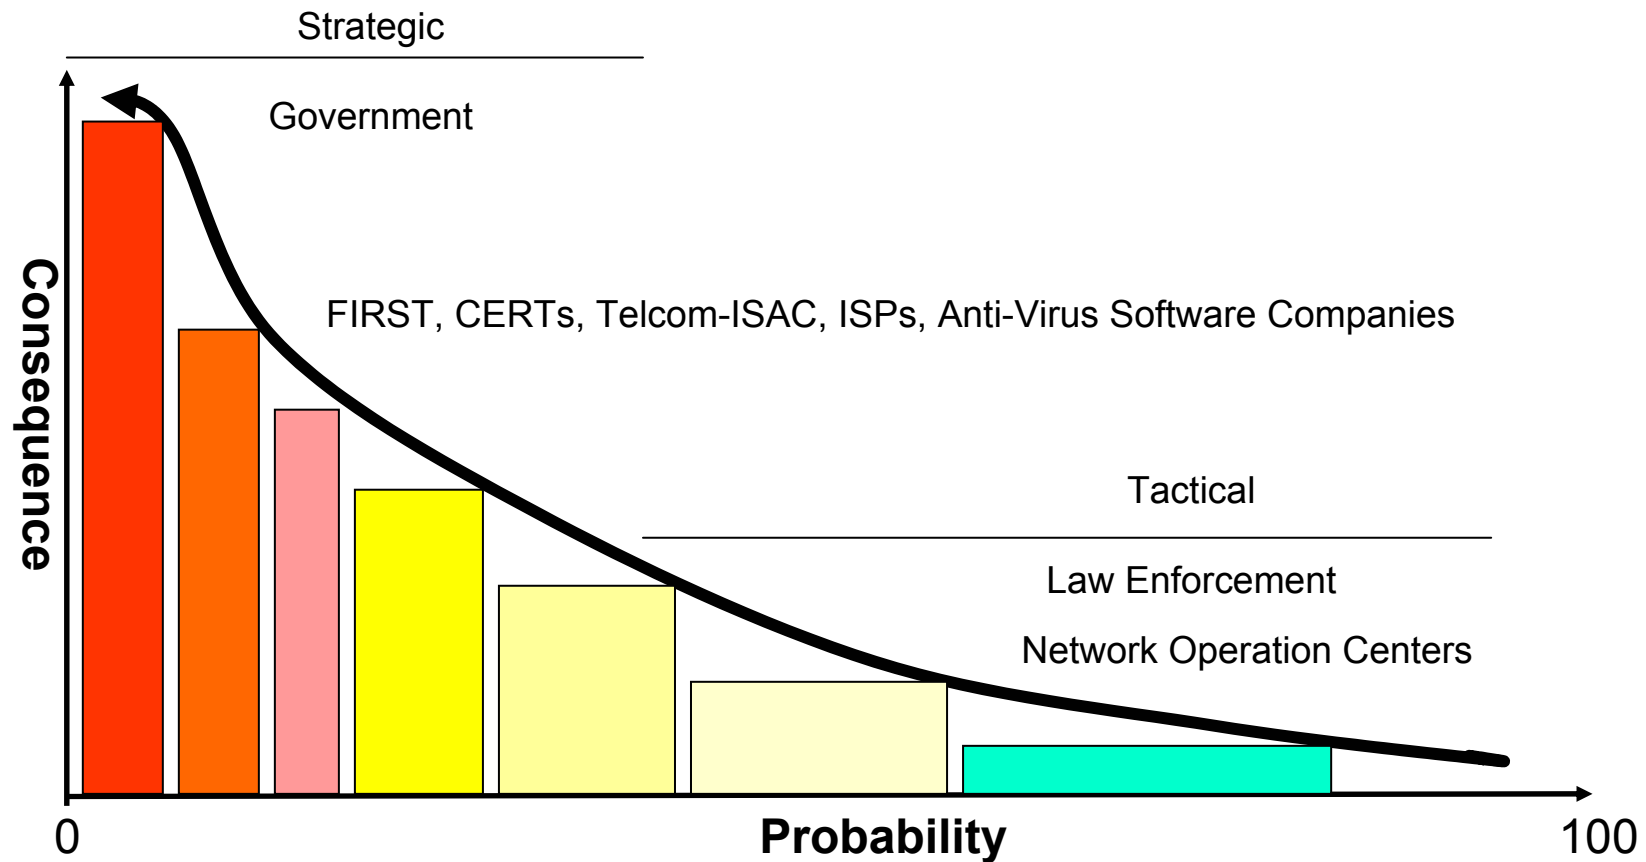 Strategic
Government
Consequence
FIRST, CERTs, Telcom-ISAC, ISPs, Anti-Virus Software Companies
Tactical
Law Enforcement
Network Operation Centers
0
Probability
100